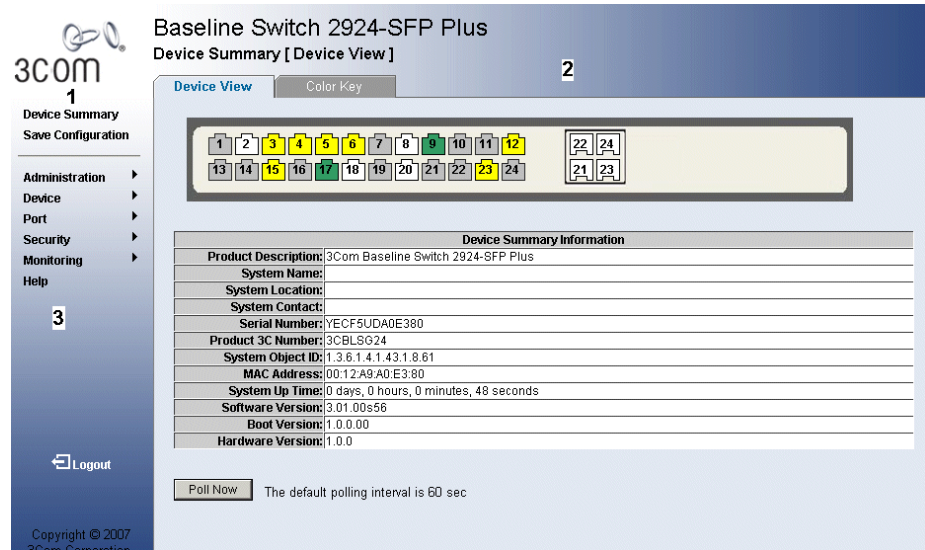 Baseline Switch 2924-SFP Plus
Device Summary [ Device View ]
3COM
1
2
Device View
Color Key
Device Summary
Save Configuration
Administration
Device
Port
Security
Monitoring
Help
3
Logout
Copyright © 2007
3Com Corporation
1 2 3 4 5 6 7 8 9 10 11 12
22 24
13 14 15 16 17 18 19 20 21 22 23 24
21 23
Device Summary Information
Product Description: 3Com Baseline Switch 2924-SFP Plus
System Name:
System Location:
System Contact:
Serial Number: YECF5UDA0E380
Product 3C Number: 3CBLSG24
System Object ID: 1.3.6.1.4.1.43.1.8.61
MAC Address: 00:12:A9:A0:E3:80
System Up Time: 0 days, 0 hours, 0 minutes, 48 seconds
Software Version: 3.01.00s56
Boot Version: 1.0.0.00
Hardware Version: 1.0.0
Poll Now The default polling interval is 60 sec